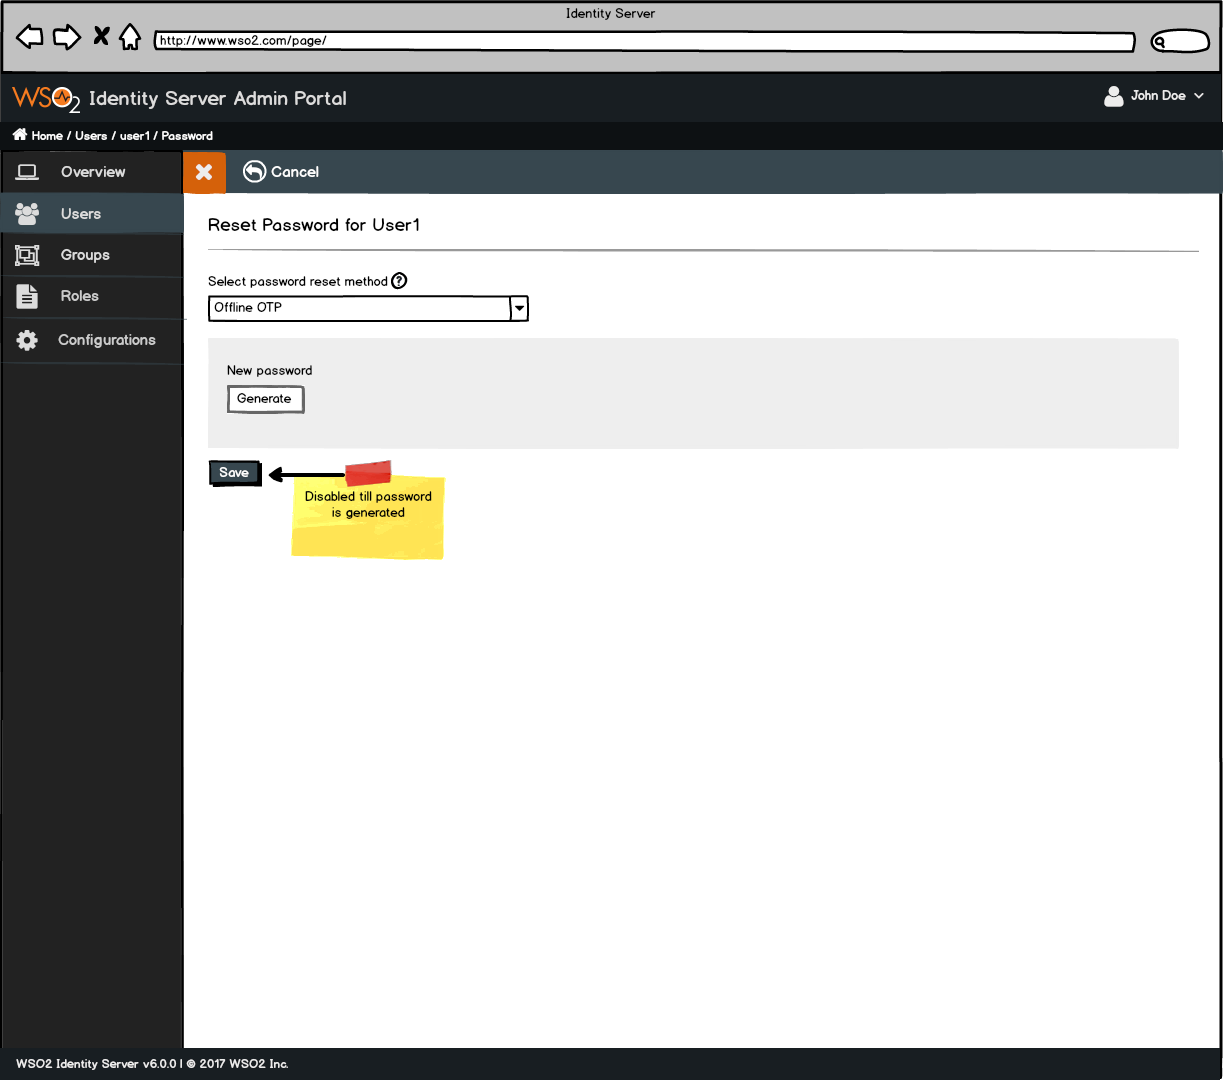 Identity Server
http://www.wso2.com/page/
WSO2 Identity Server Admin Portal
John Doe
Home / Users / user1 / Password
Overview
Cancel
Users
Groups
Roles
Configurations
Reset Password for User1
Select password reset method ?
Offline OTP
New password
Generate
Save
Disabled till password
is generated
WSO2 Identity Server v6.0.0 | © 2017 WSO2 Inc.